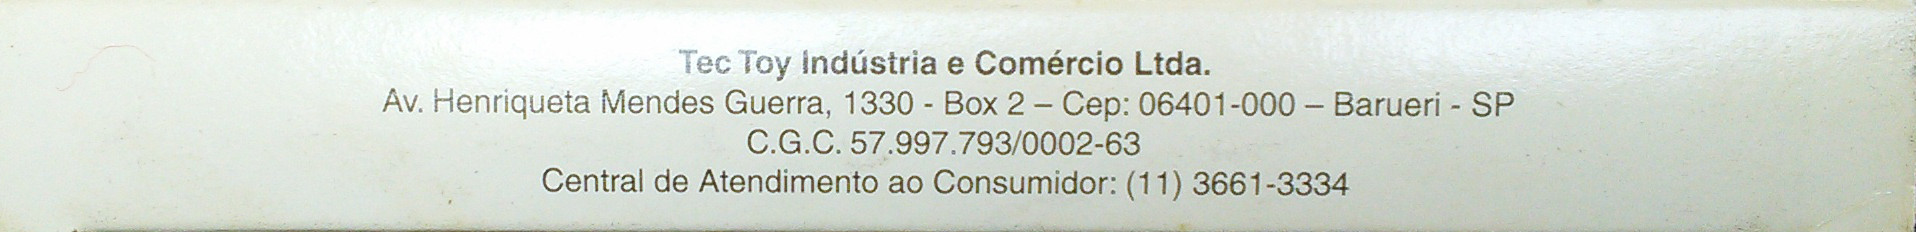 Tec Toy Indústria e Comércio Ltda.
Av. Henriqueta Mendes Guerra, 1330 - Box 2 – Cep: 06401-000 – Barueri - SP
C.G.C. 57.997.793/0002-63
Central de Atendimento ao Consumidor: (11) 3661-3334